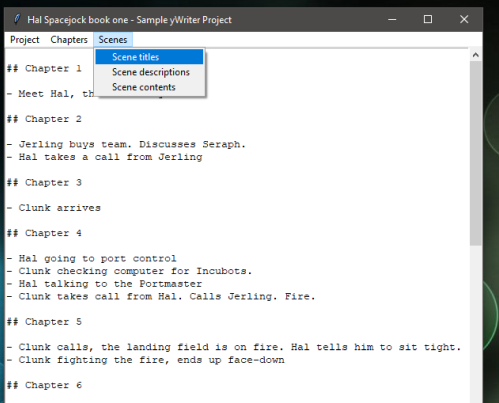 Hal Spacejock book one - Sample yWriter Project
Project Chapters Scenes
Scene titles
Scene descriptions
Scene contents
## Chapter 1
- Meet Hal, th
## Chapter 2
- Jerling buys team. Discusses Seraph.
- Hal takes a call from Jerling
## Chapter 3
- Clunk arrives
## Chapter 4
- Hal going to port control
- Clunk checking computer for Incubots.
- Hal talking to the Portmaster
- Clunk takes call from Hal. Calls Jerling. Fire.
## Chapter 5
- Clunk calls, the landing field is on fire. Hal tells him to sit tight.
- Clunk fighting the fire, ends up face-down
## Chapter 6